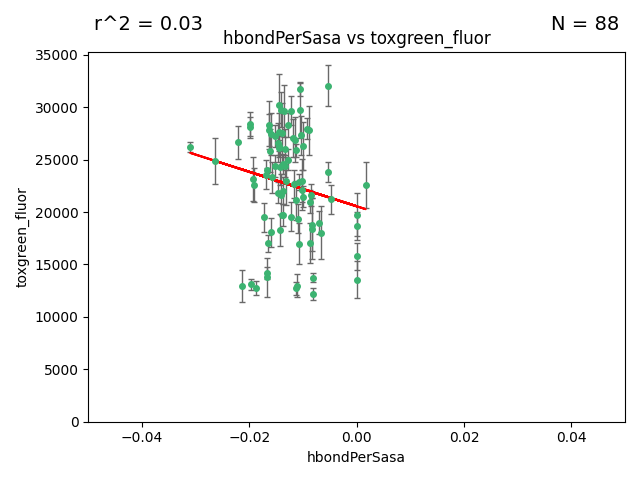 r^2 = 0.03
N = 88
hbondPerSasa vs toxgreen_fluor
35000
30000
25000
20000
15000
10000
5000
0
toxgreen_fluor
−0.04
−0.02
0.00
0.02
0.04
hbondPerSasa